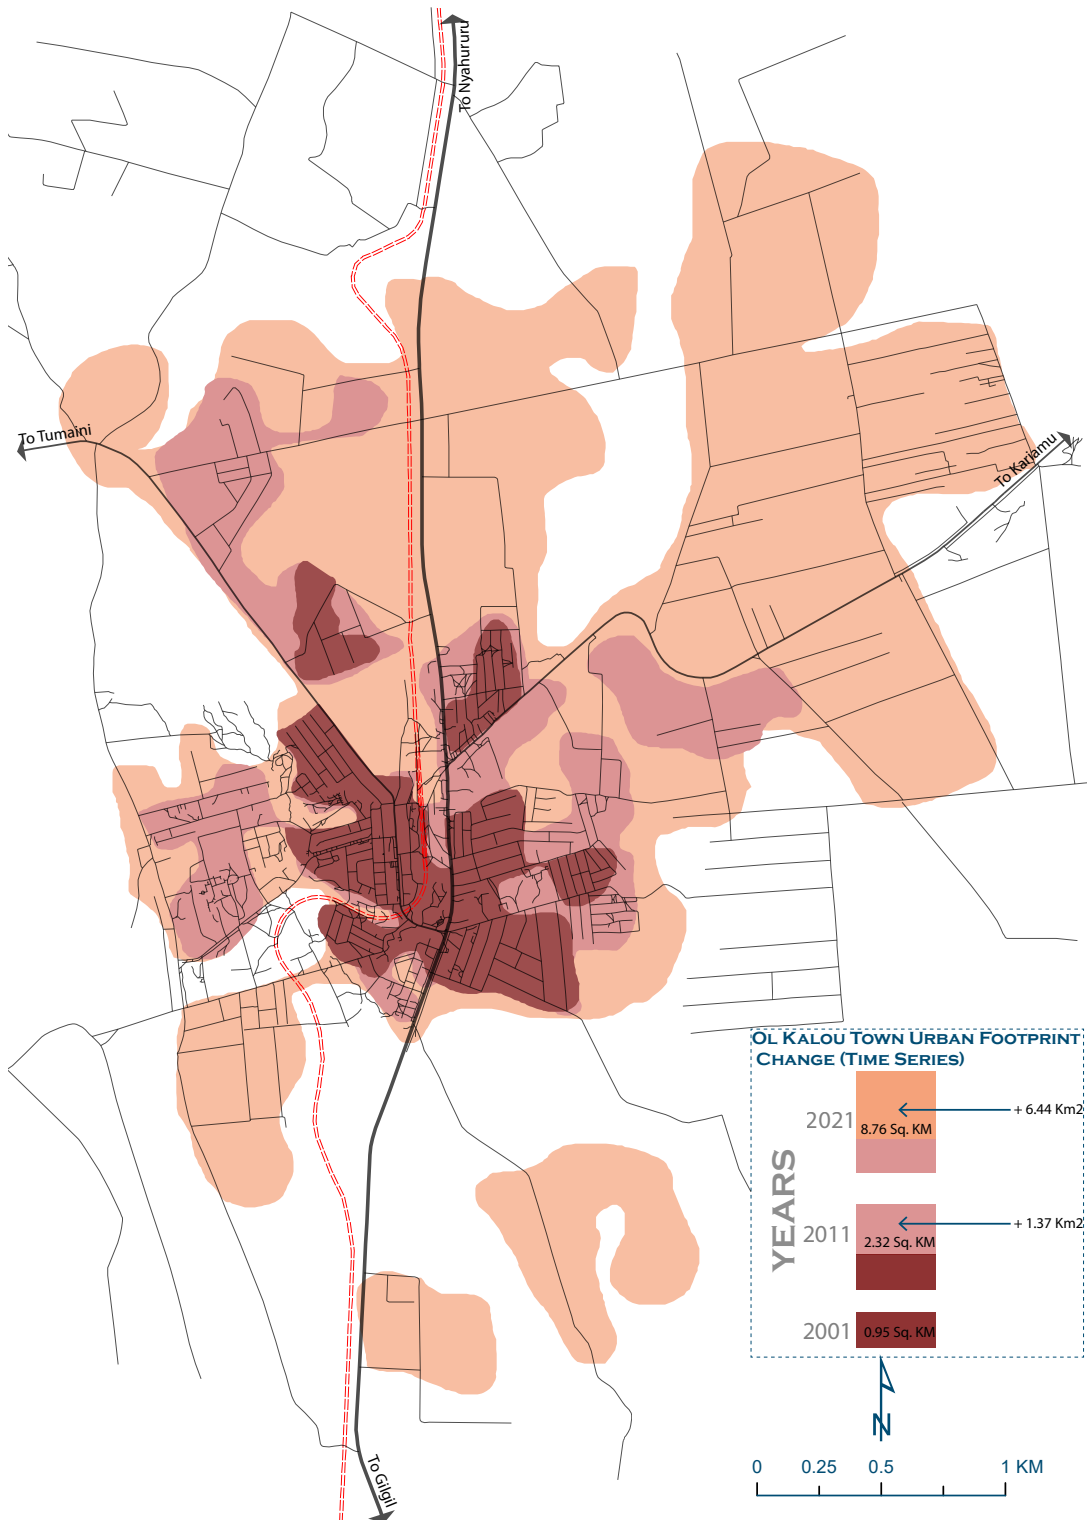 To Nyahururu
To Tumaini
To Kariamu
OL KALOU TOWN URBAN FOOTPRINT
CHANGE (TIME SERIES)
YEARS
2021
8.76 Sq. KM
+ 6.44 Km2
2011
2.32 Sq. KM
+ 1.37 Km2
2001
0.95 Sq. KM
N
0 0.25 0.5 1 KM
To Gilgil